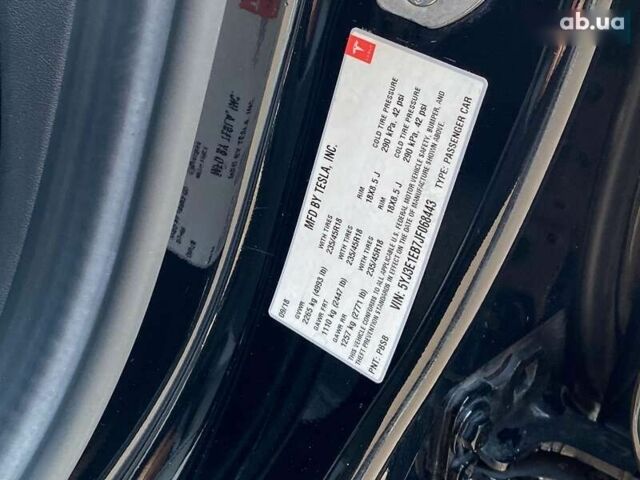 ab.ua
MFD BY TESLA, INC.
09/18
GVWR
2265 kg (4993 lb)
GAWR FRT WITH TIRES RIM COLD TIRE PRESSURE
1110 kg (2447 lb) 235/45R18 18X8.5 J 290 kPa, 42 psi
GAWR RR WITH TIRES RIM COLD TIRE PRESSURE
1257 kg (2771 lb) 235/45R18 18X8.5 J 290 kPa, 42 psi
THIS VEHICLE CONFORMS TO ALL APPLICABLE U.S. FEDERAL MOTOR VEHICLE SAFETY, BUMPER, AND
THEFT PREVENTION STANDARDS IN EFFECT ON THE DATE OF MANUFACTURE SHOWN ABOVE.
VIN: 5YJ3E1EB7JF068443 TYPE: PASSENGER CAR
PNT: PBSB